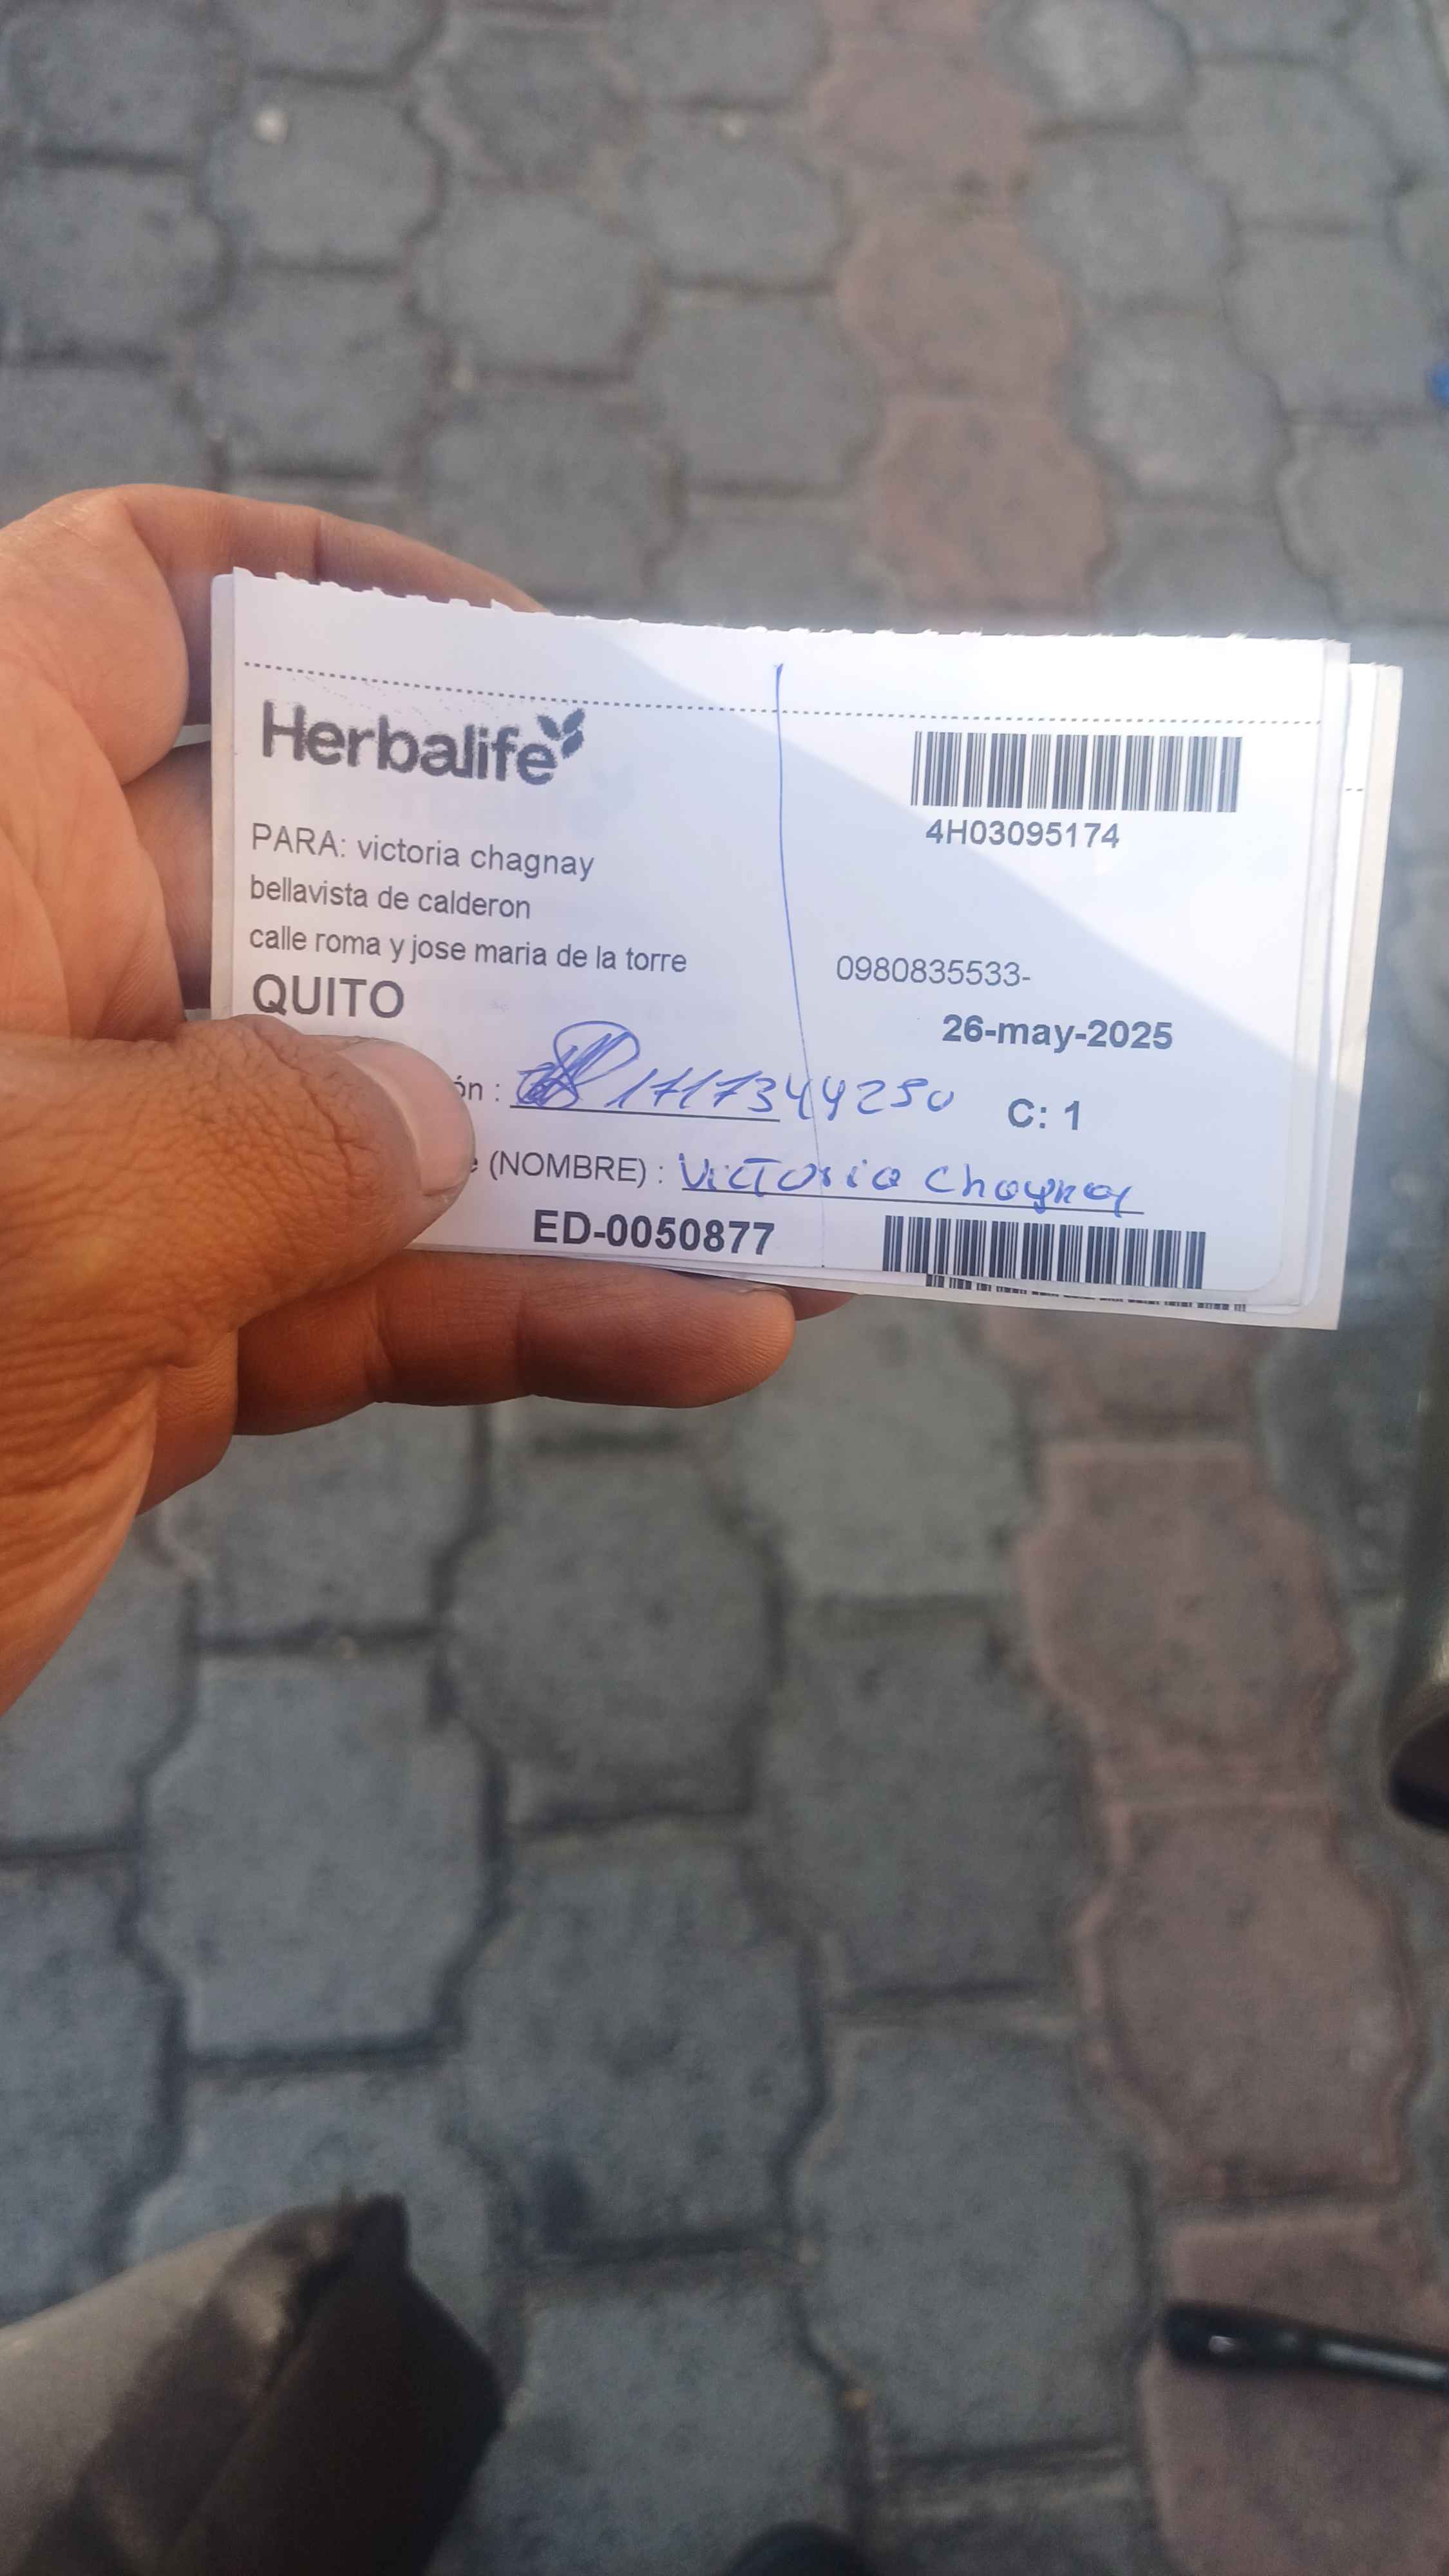 Herbalife
4H03095174
PARA: victoria chagnay
bellavista de calderon
calle roma y jose maria de la torre
0980835533-
QUITO
26-may-2025
ón : 1717344250
C: 1
(NOMBRE) : Victoria Chagnay
ED-0050877